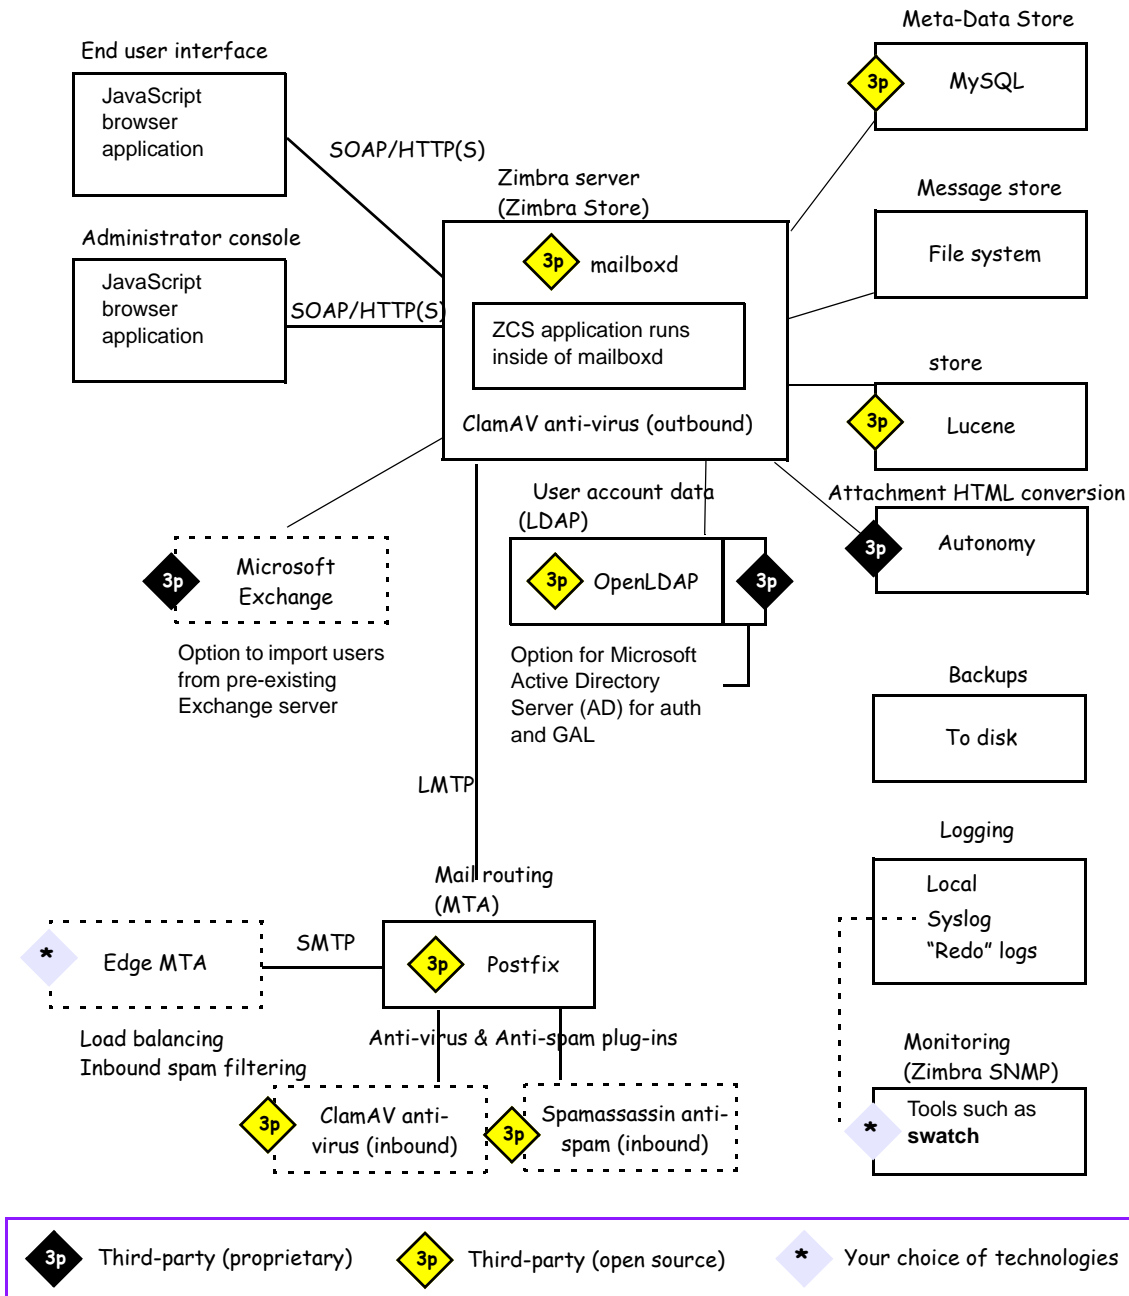 Meta-Data Store
End user interface
JavaScript
browser
application
3p
MySQL
SOAP/HTTP(S)
Zimbra server
(Zimbra Store)
Message store
File system
Administrator console
JavaScript
browser
application
SOAP/HTTP(S)
3p
mailboxd
ZCS application runs
inside of mailboxd
ClamAV anti-virus (outbound)
store
3p
Lucene
Attachment HTML conversion
3p
Autonomy
User account data
(LDAP)
3p
OpenLDAP
3p
Option for Microsoft
Active Directory
Server (AD) for auth
and GAL
3p
Microsoft
Exchange
Option to import users
from pre-existing
Exchange server
Backups
To disk
LMTP
Logging
Local
Syslog
“Redo” logs
Mail routing
(MTA)
3p
Postfix
SMTP
*
Edge MTA
Load balancing
Inbound spam filtering
Anti-virus & Anti-spam plug-ins
3p
ClamAV anti-
virus (inbound)
3p
Spamassassin anti-
spam (inbound)
Monitoring
(Zimbra SNMP)
*
Tools such as
swatch
3p Third-party (proprietary)
3p Third-party (open source)
* Your choice of technologies